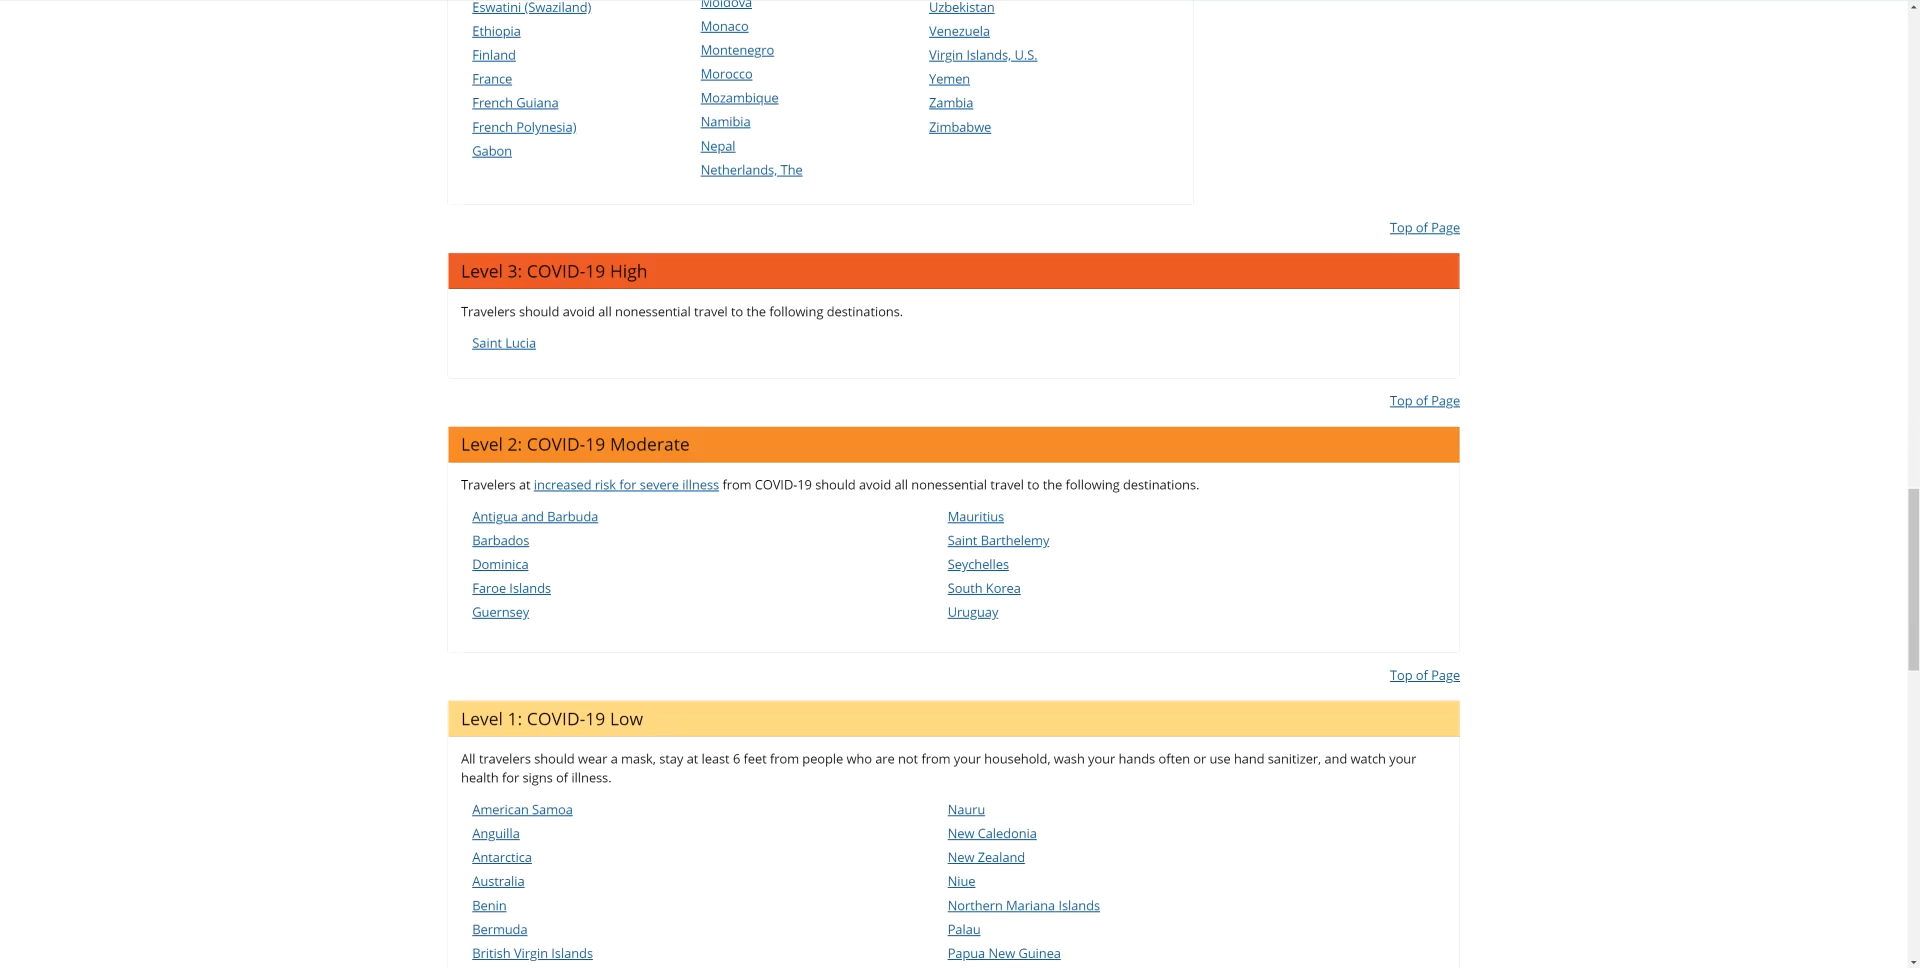 Eswatini (Swaziland)
Ethiopia
Finland
France
French Guiana
French Polynesia)
Gabon
Moldova
Monaco
Montenegro
Morocco
Mozambique
Namibia
Nepal
Netherlands, The
Uzbekistan
Venezuela
Virgin Islands, U.S.
Yemen
Zambia
Zimbabwe
Top of Page
Level 3: COVID-19 High
Travelers should avoid all nonessential travel to the following destinations.
Saint Lucia
Top of Page
Level 2: COVID-19 Moderate
Travelers at increased risk for severe illness from COVID-19 should avoid all nonessential travel to the following destinations.
Antigua and Barbuda
Barbados
Dominica
Faroe Islands
Guernsey
Mauritius
Saint Barthelemy
Seychelles
South Korea
Uruguay
Top of Page
Level 1: COVID-19 Low
All travelers should wear a mask, stay at least 6 feet from people who are not from your household, wash your hands often or use hand sanitizer, and watch your
health for signs of illness.
American Samoa
Anguilla
Antarctica
Australia
Benin
Bermuda
British Virgin Islands
Nauru
New Caledonia
New Zealand
Niue
Northern Mariana Islands
Palau
Papua New Guinea